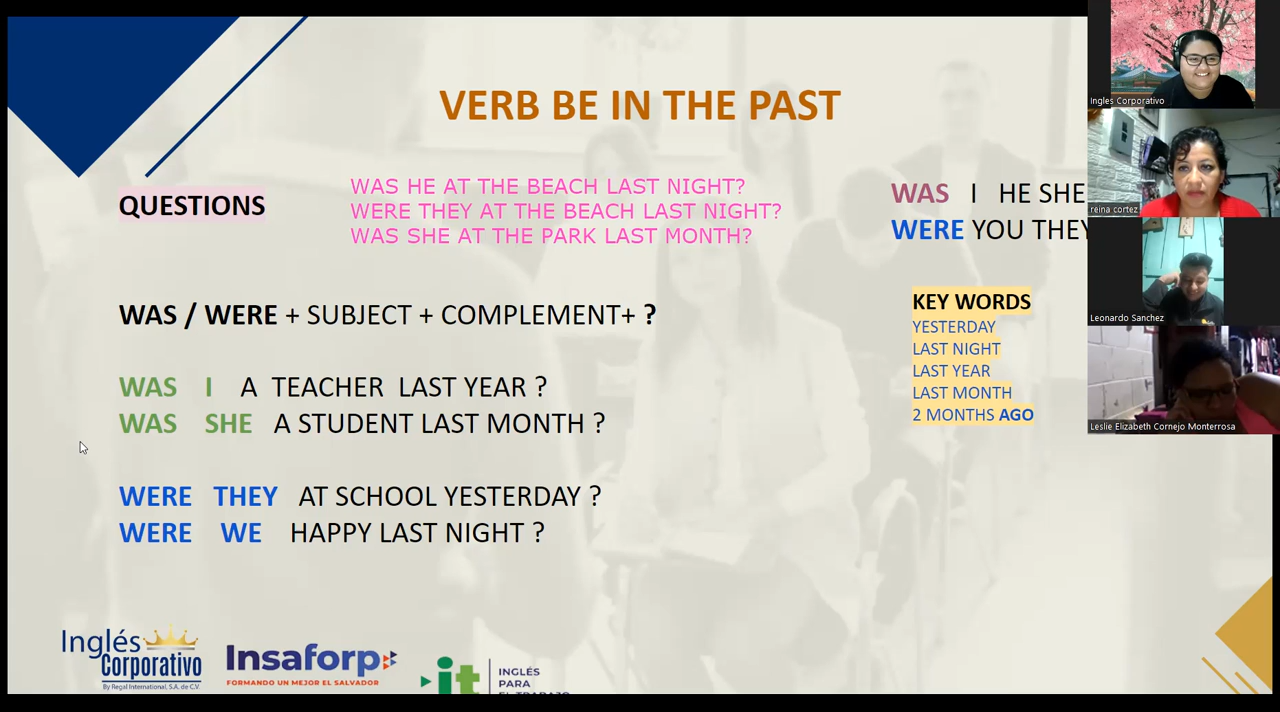 VERB BE IN THE PAST
QUESTIONS
WAS HE AT THE BEACH LAST NIGHT?
WERE THEY AT THE BEACH LAST NIGHT?
WAS SHE AT THE PARK LAST MONTH?
WAS I HE SHE
WERE YOU THEY
WAS / WERE + SUBJECT + COMPLEMENT+ ?
WAS I A TEACHER LAST YEAR ?
WAS SHE A STUDENT LAST MONTH ?
WERE THEY AT SCHOOL YESTERDAY ?
WERE WE HAPPY LAST NIGHT ?
KEY WORDS
YESTERDAY
LAST NIGHT
LAST YEAR
LAST MONTH
2 MONTHS AGO
Ingles Corporativo
reina cortez
Leonardo Sanchez
Leslie Elizabeth Cornejo Monterrosa
Inglés
Corporativo
By Regal International, S.A. de C.V.
Insaforp
FORMANDO UN MEJOR EL SALVADOR
it
INGLÉS
PARA
EL TRABAJO